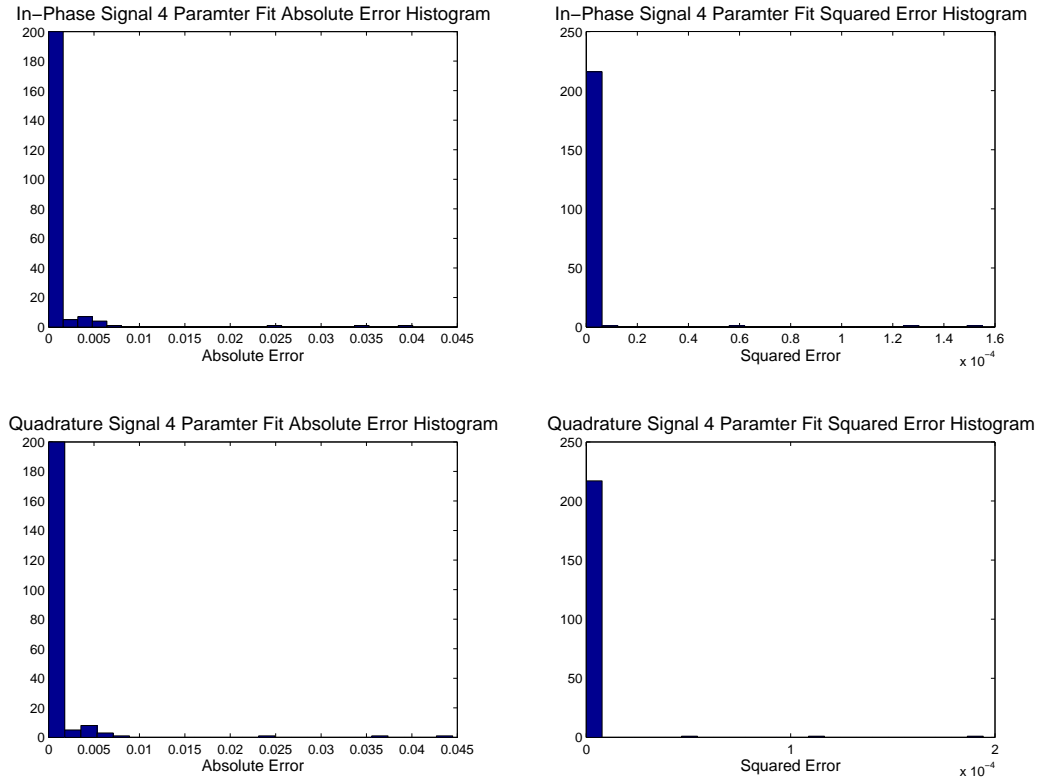 In−Phase Signal 4 Paramter Fit Absolute Error Histogram
200
180
160
140
120
100
80
60
40
20
0
0 0.005 0.01 0.015 0.02 0.025 0.03 0.035 0.04 0.045
Absolute Error
In−Phase Signal 4 Paramter Fit Squared Error Histogram
250
200
150
100
50
0
0 0.2 0.4 0.6 0.8 1 1.2 1.4 1.6
Squared Error
x 10−4
Quadrature Signal 4 Paramter Fit Absolute Error Histogram
200
180
160
140
120
100
80
60
40
20
0
0 0.005 0.01 0.015 0.02 0.025 0.03 0.035 0.04 0.045
Absolute Error
Quadrature Signal 4 Paramter Fit Squared Error Histogram
250
200
150
100
50
0
0 1 2
Squared Error
x 10−4